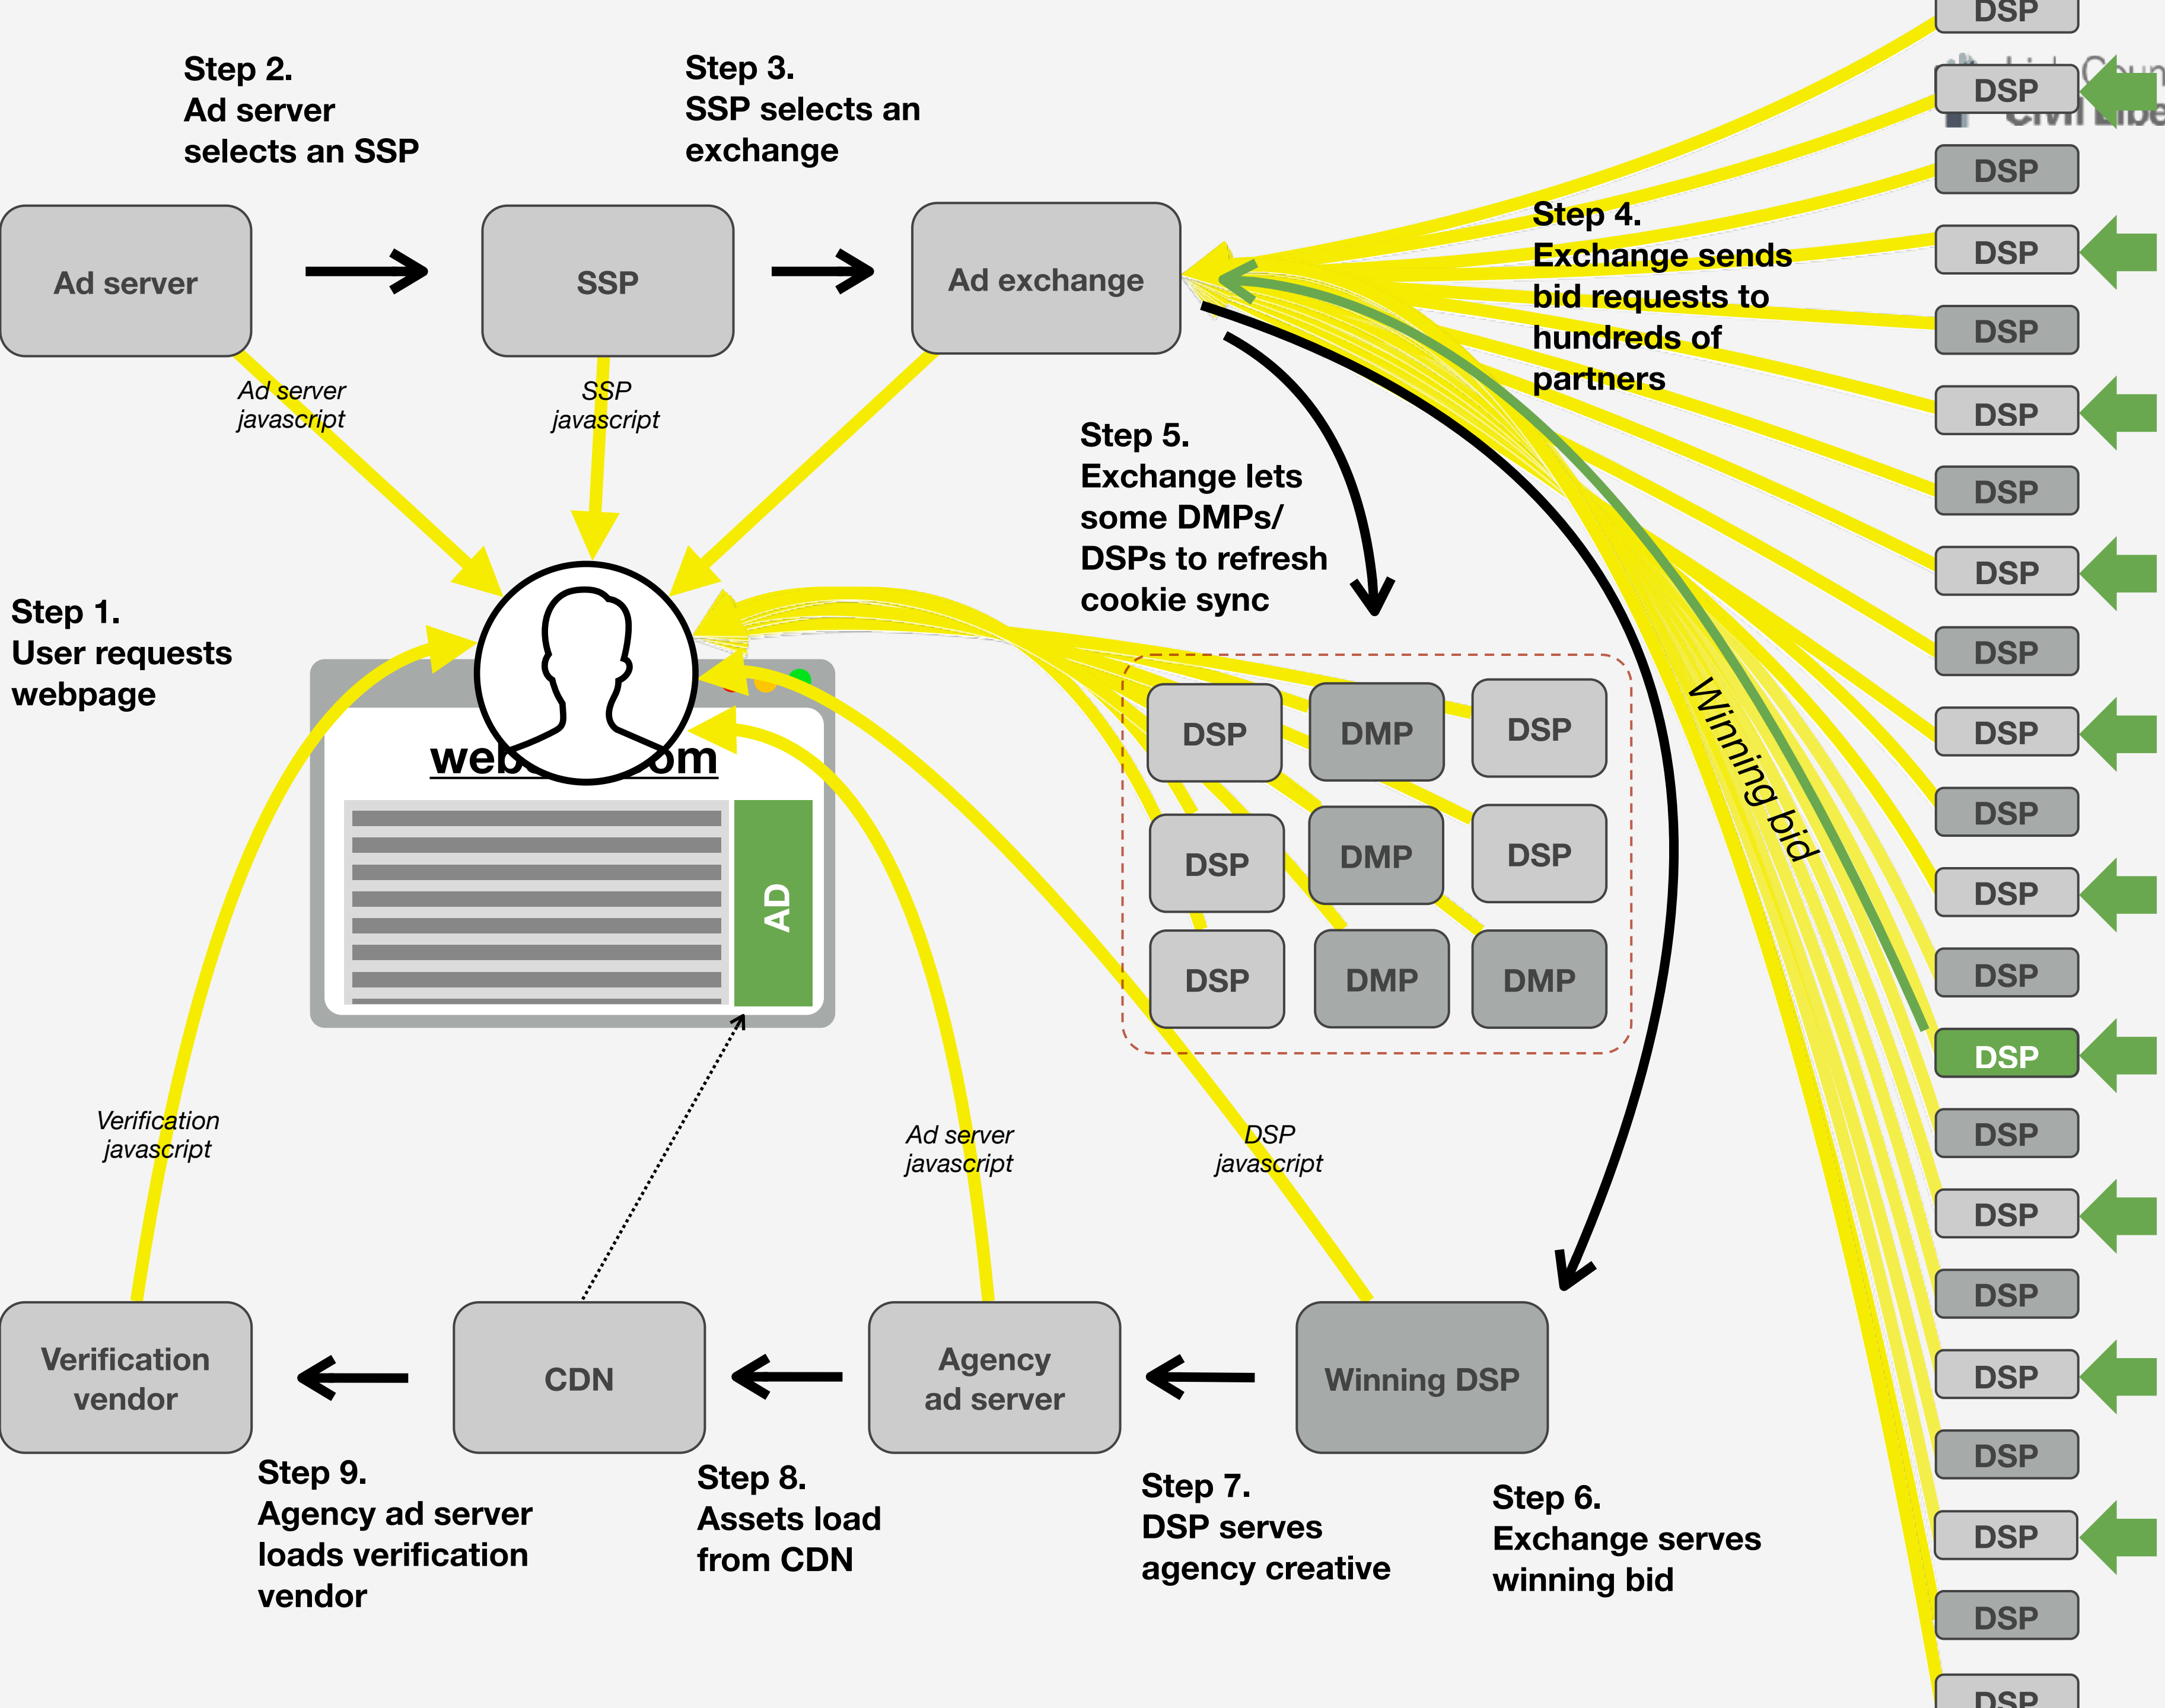 DSP
Step 2.
Ad server
selects an SSP
Step 3.
SSP selects an
exchange
DSP
DSP
Step 4.
Exchange sends
bid requests to
hundreds of
partners
DSP
Ad server
SSP
Ad exchange
DSP
Ad server
javascript
SSP
javascript
DSP
Step 5.
Exchange lets
some DMPs/
DSPs to refresh
cookie sync
DSP
DSP
Step 1.
User requests
webpage
DSP
DSP
DMP
DSP
DSP
Winning bid
AD
DSP
DMP
DSP
DSP
DSP
DSP
DSP
DMP
DMP
DSP
Verification
javascript
Ad server
javascript
DSP
javascript
DSP
DSP
DSP
Verification
vendor
CDN
Agency
ad server
Winning DSP
DSP
DSP
Step 9.
Agency ad server
loads verification
vendor
Step 8.
Assets load
from CDN
Step 7.
DSP serves
agency creative
Step 6.
Exchange serves
winning bid
DSP
DSP
DSP